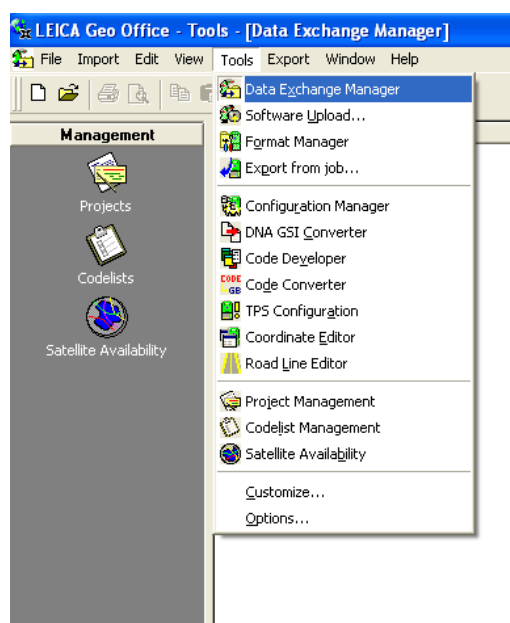 LEICA Geo Office - Tools - [Data Exchange Manager]
File Import Edit View Tools Export Window Help
Management
Projects
Codelists
Satellite Availability
Data Exchange Manager
Software Upload...
Format Manager
Export from job...
Configuration Manager
DNA GSI Converter
Code Developer
CODE
GB
Code Converter
TPS Configuration
Coordinate Editor
Road Line Editor
Project Management
Codelist Management
Satellite Availability
Customize...
Options...